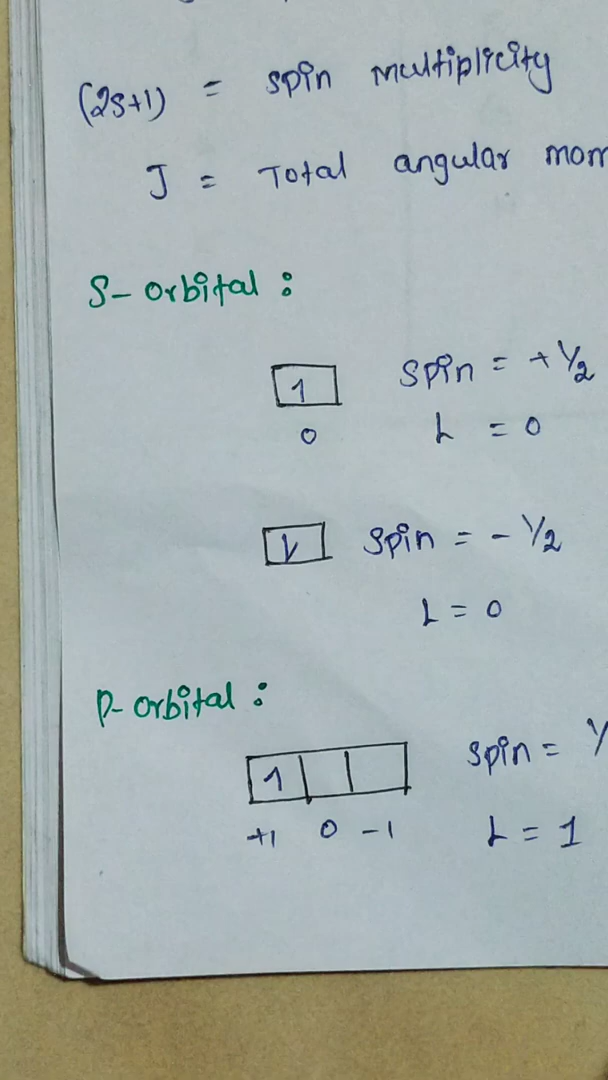 (2S+1) = spin multiplicity
J = Total angular
S- orbital :
1 spin = + 1/2
0 L = 0
spin = - 1/2
L = 0
P- orbital :
1 spin =
+1 0 -1 L = 1